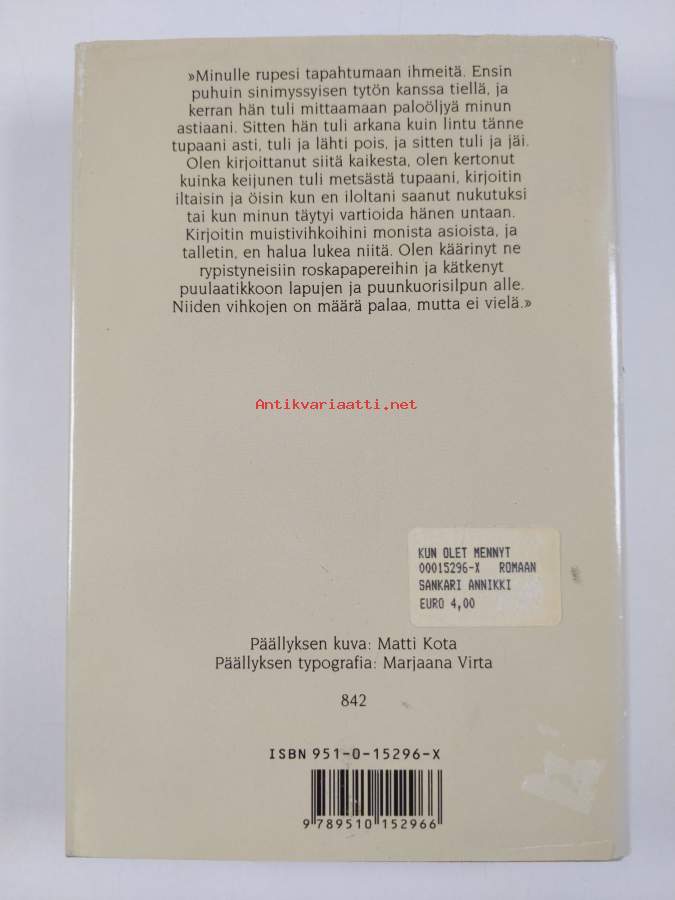 »Minulle rupesi tapahtumaan ihmeitä. Ensin
puhuin sinimyssyisen tytön kanssa tiellä, ja
kerran hän tuli mittaamaan paloöljyä minun
astiaani. Sitten hän tuli arkana kuin lintu tänne
tupaani asti, tuli ja lähti pois, ja sitten tuli ja jäi.
Olen kirjoittanut siitä kaikesta, olen kertonut
kuinka keijunen tuli metsästä tupaani, kirjoitin
iltaisin ja öisin kun en iloltani saanut nukutuksi
tai kun minun täytyi vartioida hänen untaan.
Kirjoitin muistivihkoihini monista asioista, ja
talletin, en halua lukea niitä. Olen käärinyt ne
rypistyneisiin roskapapereihin ja kätkenyt
puulaatikkoon lapujen ja puunkuorisilpun alle.
Niiden vihkojen on määrä palaa, mutta ei vielä.»
Antikvariaatti.net
KUN OLET MENNYT
00015296-X ROMAAN
SANKARI ANNIKKI
EURO 4,00
Päällyksen kuva: Matti Kota
Päällyksen typografia: Marjaana Virta
842
ISBN 951-0-15296-X
9 789510 152966